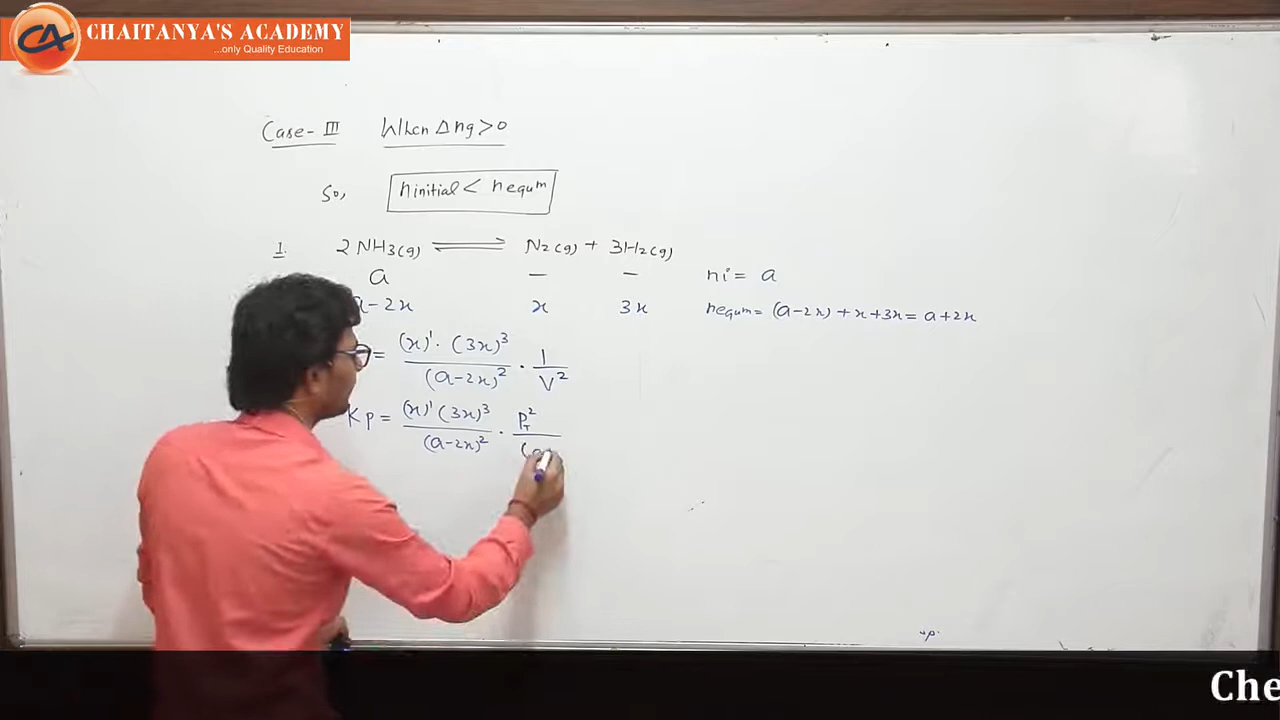 CHAITANYA'S ACADEMY
...only Quality Education
CA
Case-III When Δng>0
So, ninitial< nequm
1. 2NH3(g) ⇌ N2(g) + 3H2(g)
a — — ni= a
a-2x x 3x nequm= (a-2x)+x+3x= a+2x
= (x)¹·(3x)³/(a-2x)² · 1/V²
Kp= (x)¹(3x)³/(a-2x)² · PT²/(a
Che